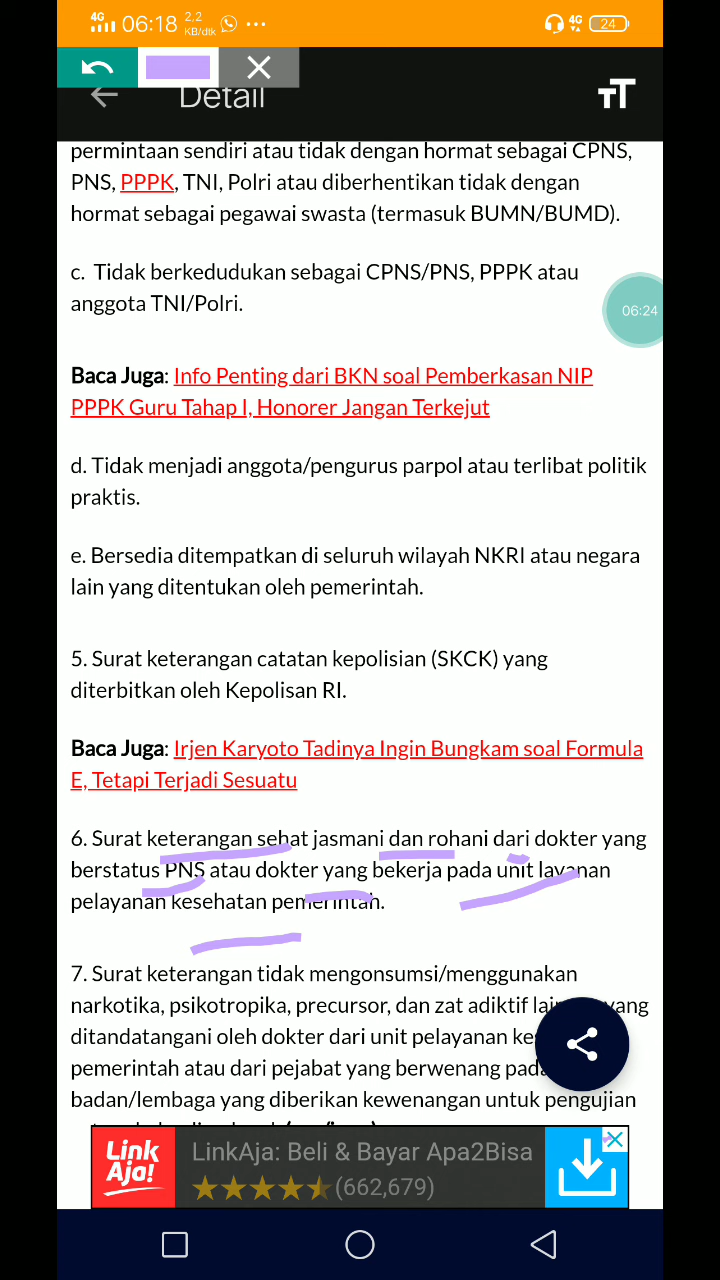 4G 06:18 2,2 KB/dtk ... 4G 24
Detail TT
permintaan sendiri atau tidak dengan hormat sebagai CPNS,
PNS, PPPK, TNI, Polri atau diberhentikan tidak dengan
hormat sebagai pegawai swasta (termasuk BUMN/BUMD).
c. Tidak berkedudukan sebagai CPNS/PNS, PPPK atau
anggota TNI/Polri.
06:24
Baca Juga: Info Penting dari BKN soal Pemberkasan NIP
PPPK Guru Tahap I, Honorer Jangan Terkejut
d. Tidak menjadi anggota/pengurus parpol atau terlibat politik
praktis.
e. Bersedia ditempatkan di seluruh wilayah NKRI atau negara
lain yang ditentukan oleh pemerintah.
5. Surat keterangan catatan kepolisian (SKCK) yang
diterbitkan oleh Kepolisan RI.
Baca Juga: Irjen Karyoto Tadinya Ingin Bungkam soal Formula
E, Tetapi Terjadi Sesuatu
6. Surat keterangan sehat jasmani dan rohani dari dokter yang
berstatus PNS atau dokter yang bekerja pada unit layanan
pelayanan kesehatan pemerintah.
7. Surat keterangan tidak mengonsumsi/menggunakan
narkotika, psikotropika, precursor, dan zat adiktif yang
ditandatangani oleh dokter dari unit pelayanan
pemerintah atau dari pejabat yang berwenang pada
badan/lembaga yang diberikan kewenangan untuk pengujian
Link Aja!
LinkAja: Beli & Bayar Apa2Bisa
(662,679)